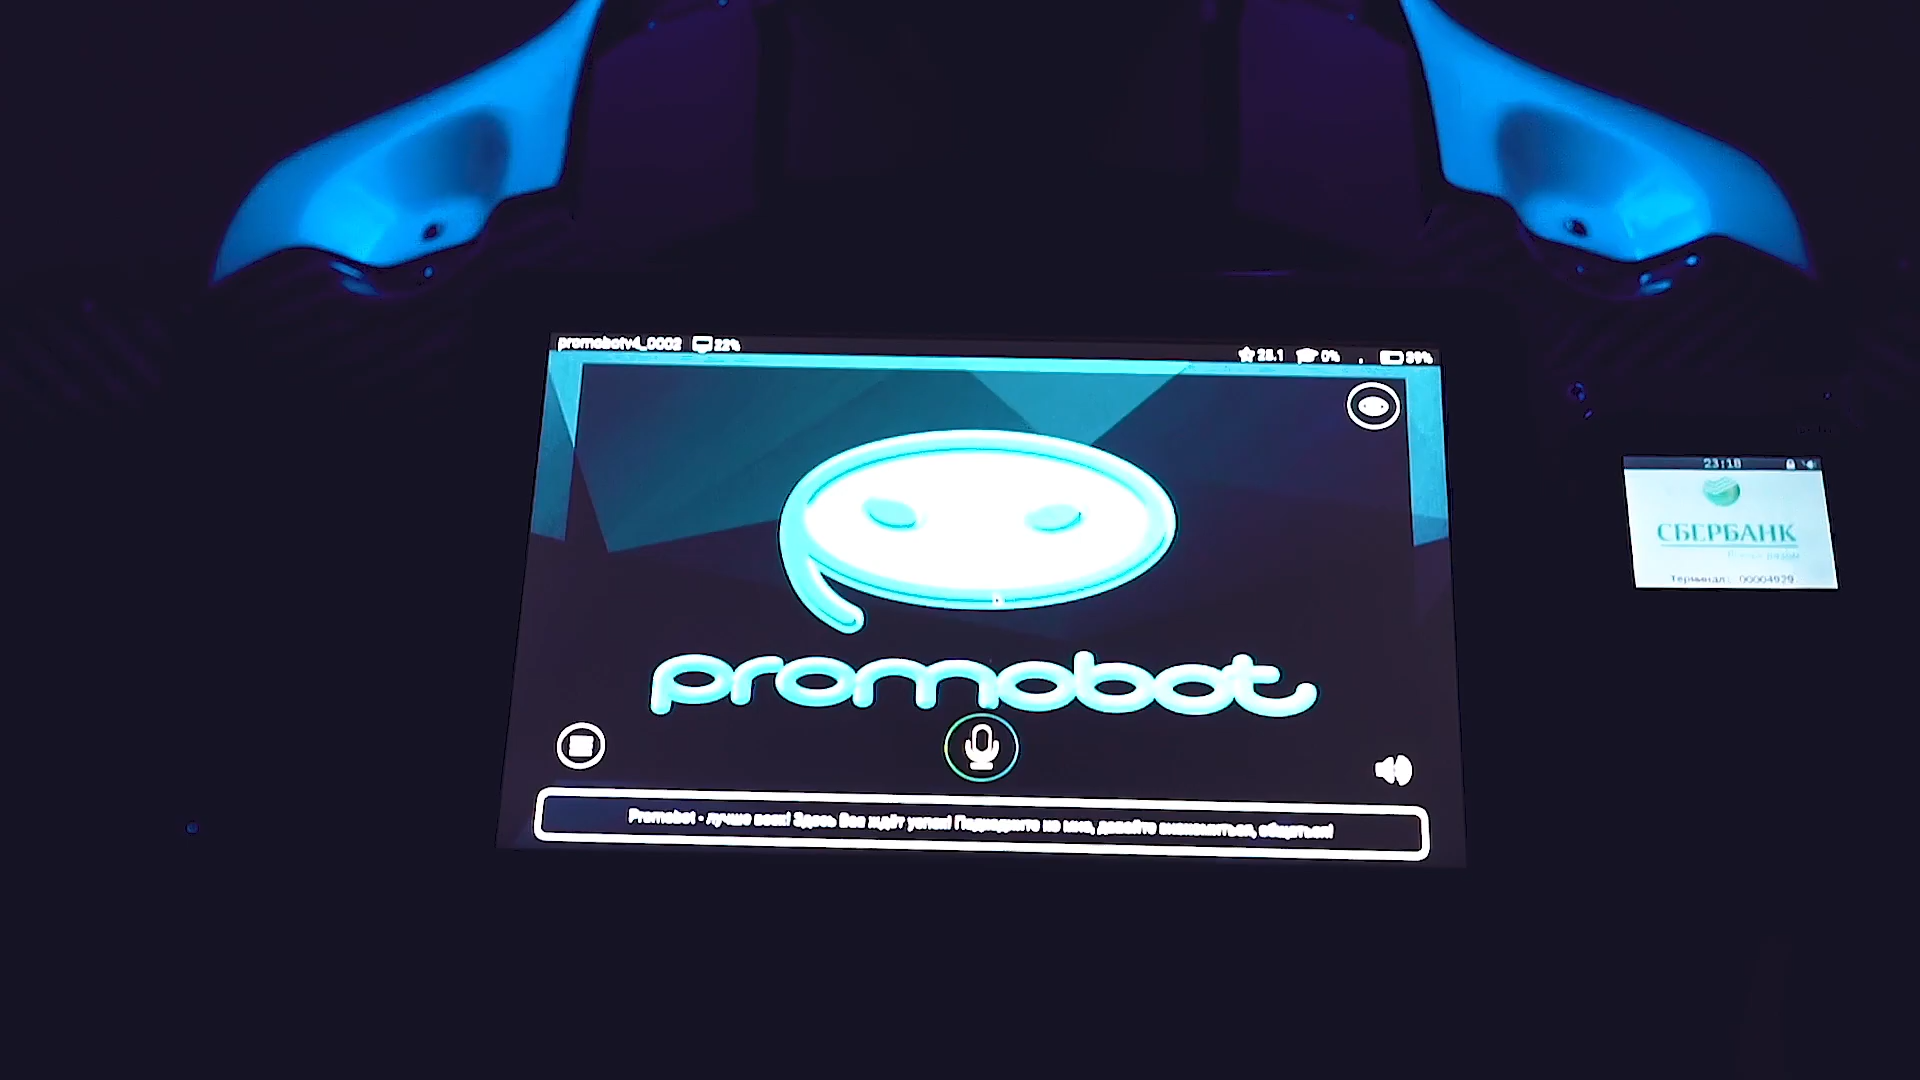 promobotv4_0002 22%
23.1 0% 39%
promobot
Promobot - лучше всех! Здесь Вас ждёт успех! Подходите ко мне, давайте знакомиться, общаться!
23:18
СБЕРБАНК
Терминал: 00004929